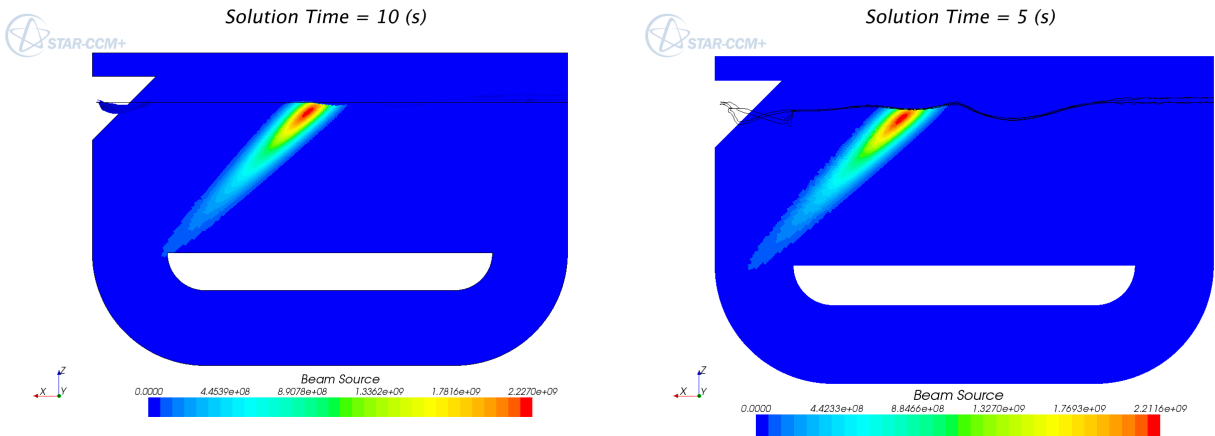 Solution Time = 10 (s)
STAR-CCM+
Z
X
Y
Beam Source
0.0000 4.4539e+08 8.9078e+08 1.3362e+09 1.7816e+09 2.2270e+09
Solution Time = 5 (s)
STAR-CCM+
Z
X
Y
Beam Source
0.0000 4.4233e+08 8.8466e+08 1.3270e+09 1.7693e+09 2.2116e+09